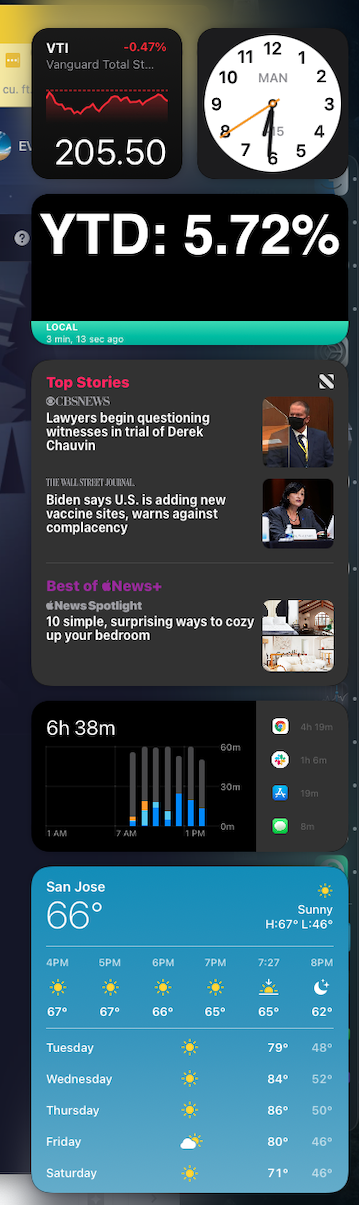 cu. ft.
VTI -0.47%
Vanguard Total St...
205.50
12
11 1
10 MAN 2
9 3
8 +15 4
7 5
6
YTD: 5.72%
LOCAL
3 min, 13 sec ago
Top Stories
CBSNEWS
Lawyers begin questioning
witnesses in trial of Derek
Chauvin
THE WALL STREET JOURNAL.
Biden says U.S. is adding new
vaccine sites, warns against
complacency
Best of News+
News Spotlight
10 simple, surprising ways to cozy
up your bedroom
6h 38m
60m
30m
0m
1 AM 7 AM 1 PM
4h 19m
1h 6m
19m
8m
San Jose
66°
Sunny
H:67° L:46°
4PM 5PM 6PM 7PM 7:27 8PM
67° 67° 66° 65° 65° 62°
Tuesday 79° 48°
Wednesday 84° 52°
Thursday 86° 50°
Friday 80° 46°
Saturday 71° 46°